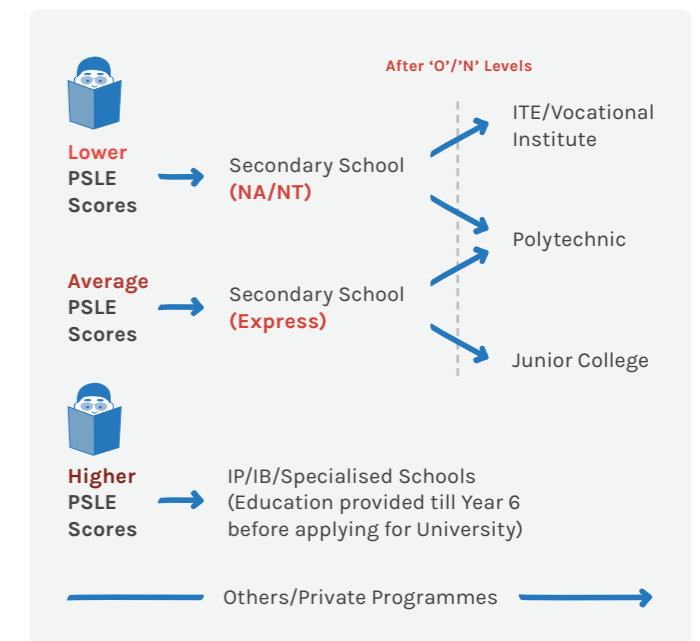 After ‘O’/’N’ Levels
ITE/Vocational
Institute
Lower
PSLE
Scores
Secondary School
(NA/NT)
Polytechnic
Average
PSLE
Scores
Secondary School
(Express)
Junior College
Higher
PSLE
Scores
IP/IB/Specialised Schools
(Education provided till Year 6
before applying for University)
Others/Private Programmes